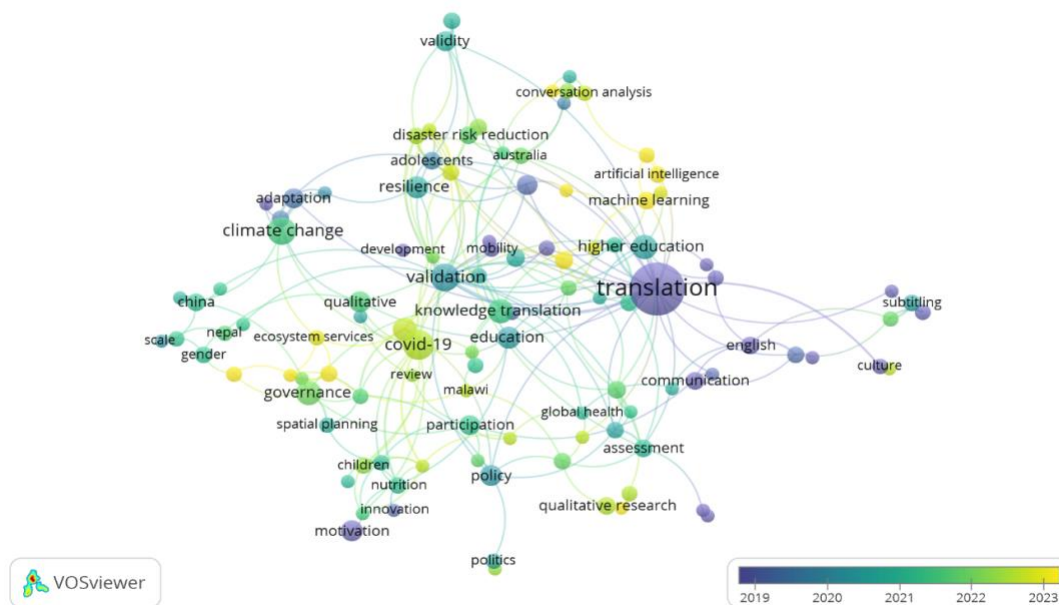 validity
conversation analysis
disaster risk reduction
australia
adolescents
artificial intelligence
resilience
adaptation
machine learning
climate change
development
mobility
higher education
validation
translation
china
qualitative
knowledge translation
subtitling
nepal
ecosystem services
education
scale
covid-19
english
gender
review
culture
governance
malawi
communication
global health
spatial planning
participation
assessment
children
policy
nutrition
qualitative research
innovation
motivation
politics
VOSviewer
2019 2020 2021 2022 2023